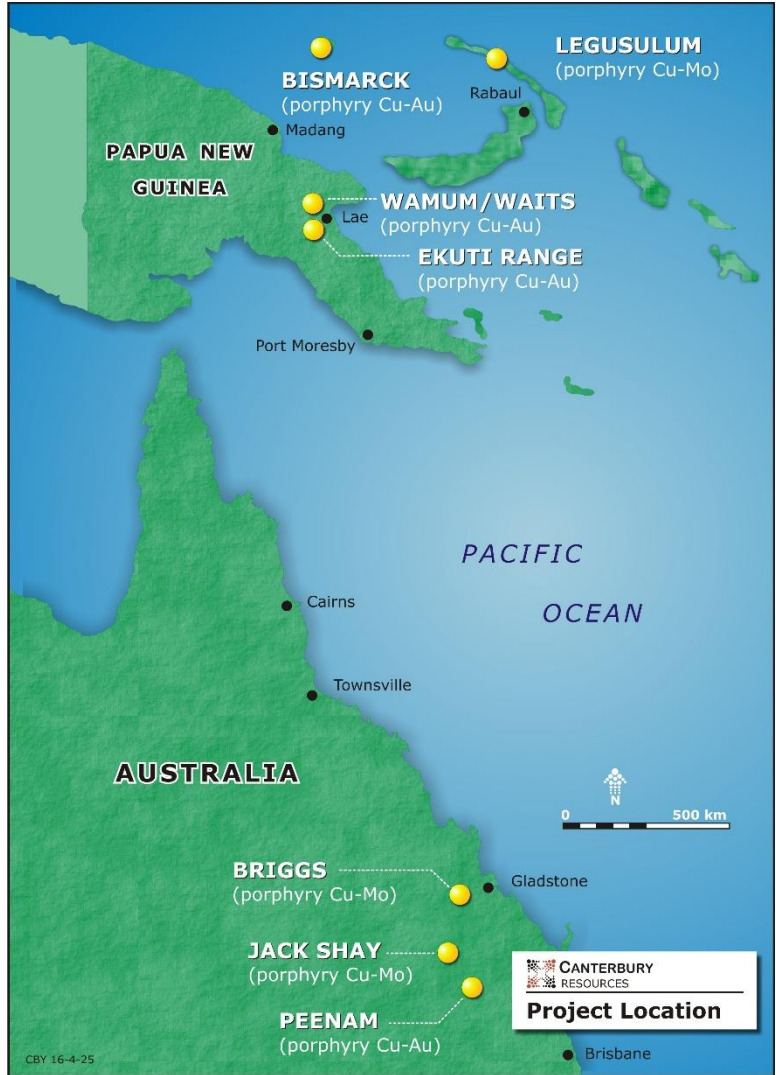 LEGUSULUM
(porphyry Cu-Mo)
BISMARCK
(porphyry Cu-Au)
Rabaul
Madang
PAPUA NEW
GUINEA
WAMUM/WAITS
(porphyry Cu-Au)
Lae
EKUTI RANGE
(porphyry Cu-Au)
Port Moresby
PACIFIC
OCEAN
Cairns
Townsville
AUSTRALIA
N
0 500 km
BRIGGS
(porphyry Cu-Mo)
Gladstone
JACK SHAY
(porphyry Cu-Mo)
PEENAM
(porphyry Cu-Au)
CANTERBURY
RESOURCES
Project Location
Brisbane
CBY 16-4-25